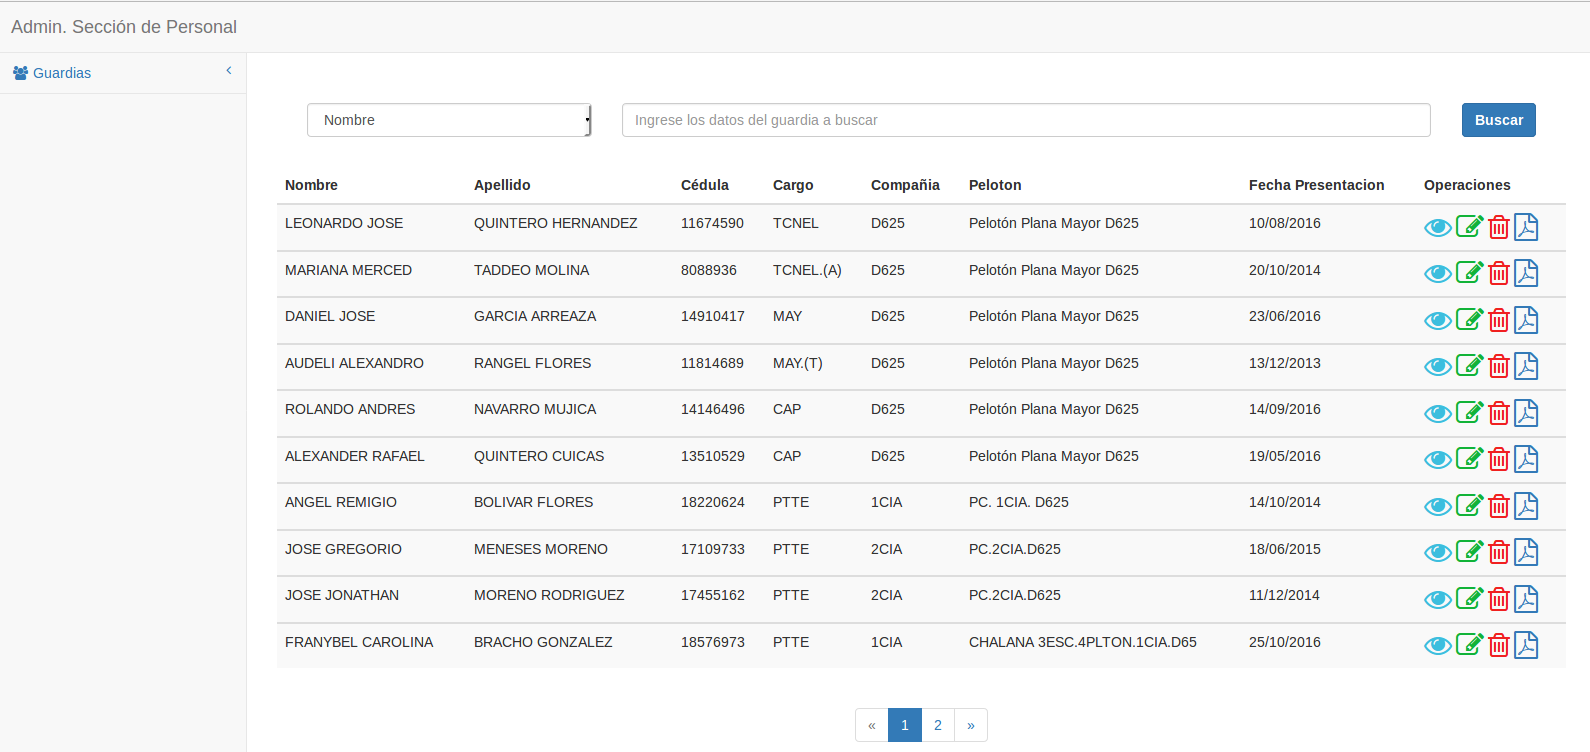 Admin. Sección de Personal
Guardias
Nombre Ingrese los datos del guardia a buscar Buscar
Nombre Apellido Cédula Cargo Compañia Peloton Fecha Presentacion Operaciones
LEONARDO JOSE QUINTERO HERNANDEZ 11674590 TCNEL D625 Pelotón Plana Mayor D625 10/08/2016
MARIANA MERCED TADDEO MOLINA 8088936 TCNEL.(A) D625 Pelotón Plana Mayor D625 20/10/2014
DANIEL JOSE GARCIA ARREAZA 14910417 MAY D625 Pelotón Plana Mayor D625 23/06/2016
AUDELI ALEXANDRO RANGEL FLORES 11814689 MAY.(T) D625 Pelotón Plana Mayor D625 13/12/2013
ROLANDO ANDRES NAVARRO MUJICA 14146496 CAP D625 Pelotón Plana Mayor D625 14/09/2016
ALEXANDER RAFAEL QUINTERO CUICAS 13510529 CAP D625 Pelotón Plana Mayor D625 19/05/2016
ANGEL REMIGIO BOLIVAR FLORES 18220624 PTTE 1CIA PC. 1CIA. D625 14/10/2014
JOSE GREGORIO MENESES MORENO 17109733 PTTE 2CIA PC.2CIA.D625 18/06/2015
JOSE JONATHAN MORENO RODRIGUEZ 17455162 PTTE 2CIA PC.2CIA.D625 11/12/2014
FRANYBEL CAROLINA BRACHO GONZALEZ 18576973 PTTE 1CIA CHALANA 3ESC.4PLTON.1CIA.D65 25/10/2016
« 1 2 »